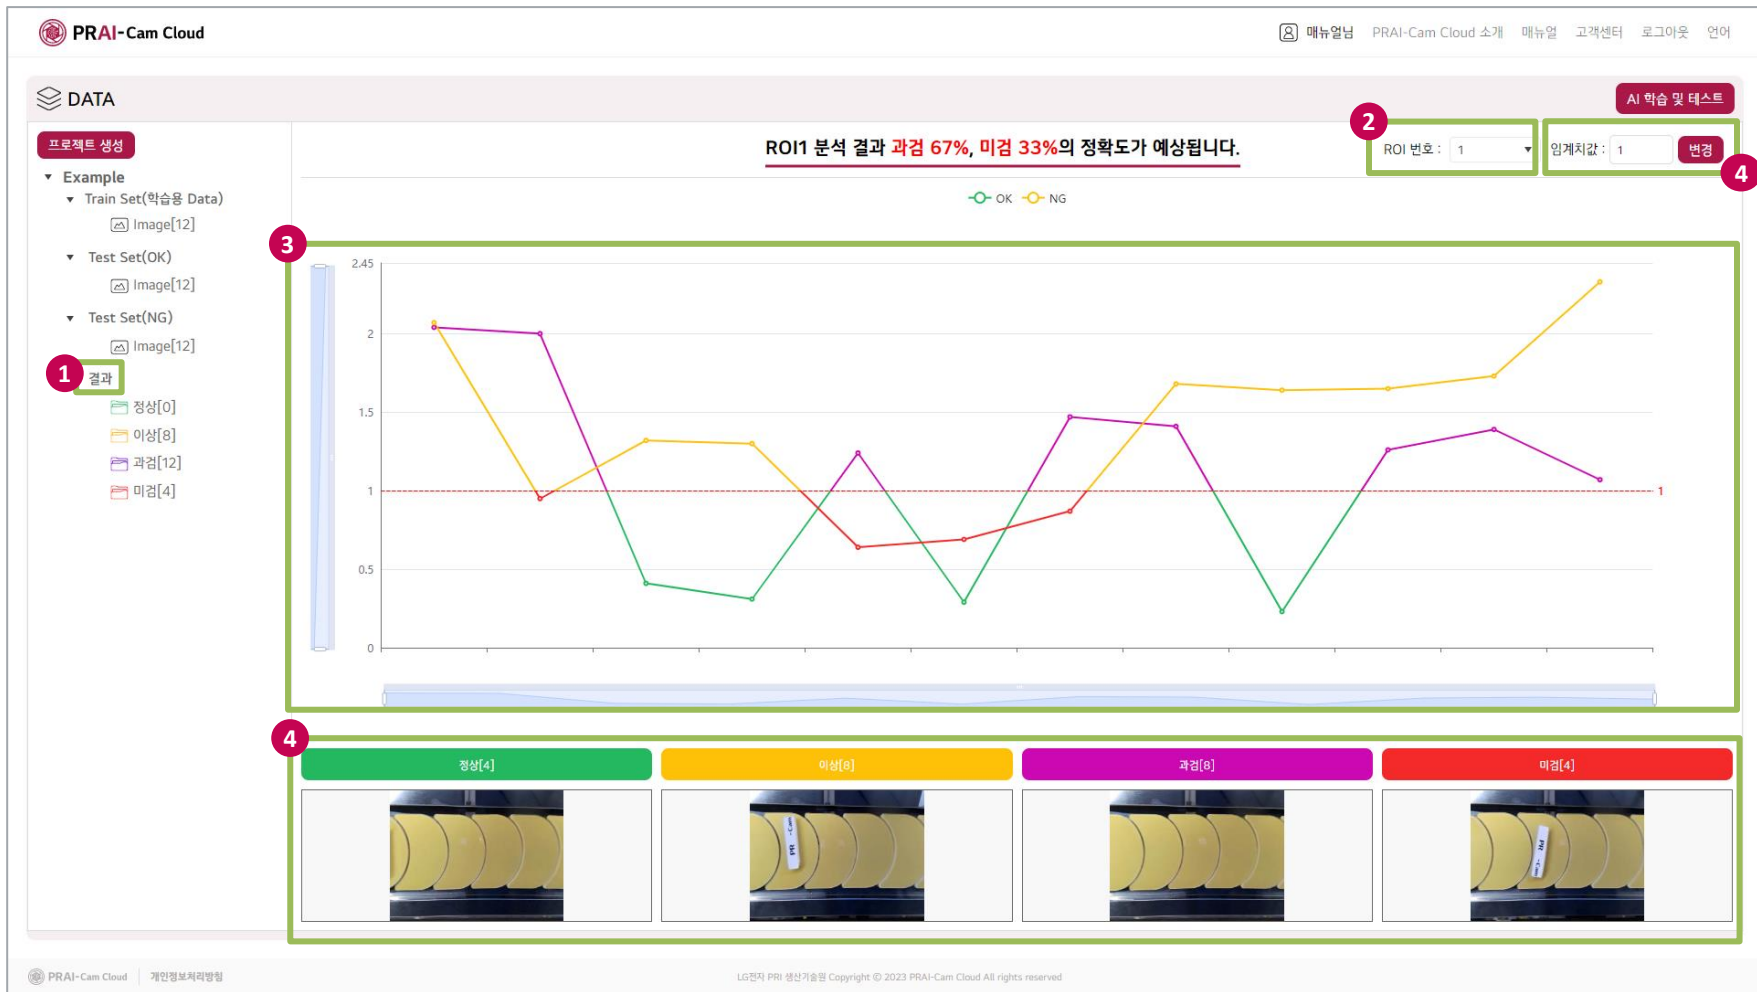 PRAI-Cam Cloud
매뉴얼님 PRAI-Cam Cloud 소개 매뉴얼 고객센터 로그아웃 언어
DATA
AI 학습 및 테스트
프로젝트 생성
Example
Train Set(학습용 Data)
Image[12]
Test Set(OK)
Image[12]
Test Set(NG)
Image[12]
1
결과
정상[0]
이상[8]
과검[12]
미검[4]
ROI1 분석 결과 과검 67%, 미검 33%의 정확도가 예상됩니다.
2
ROI 번호 : 1
임계치값 : 1 변경
4
OK NG
3
2.45
2
1.5
1
1
0.5
0
4
정상[4] 이상[8] 과검[8] 미검[4]
PR -Cam
PR -Cam
PRAI-Cam Cloud 개인정보처리방침
LG전자 PRI 생산기술원 Copyright © 2023 PRAI-Cam Cloud All rights reserved